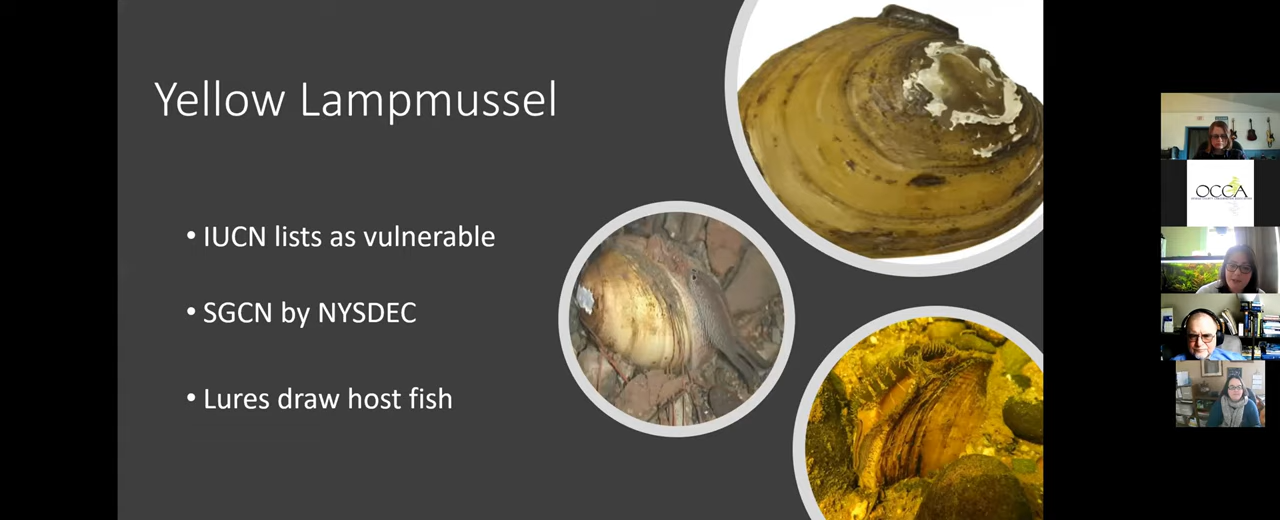 Yellow Lampmussel
• IUCN lists as vulnerable
• SGCN by NYSDEC
• Lures draw host fish
OCCA